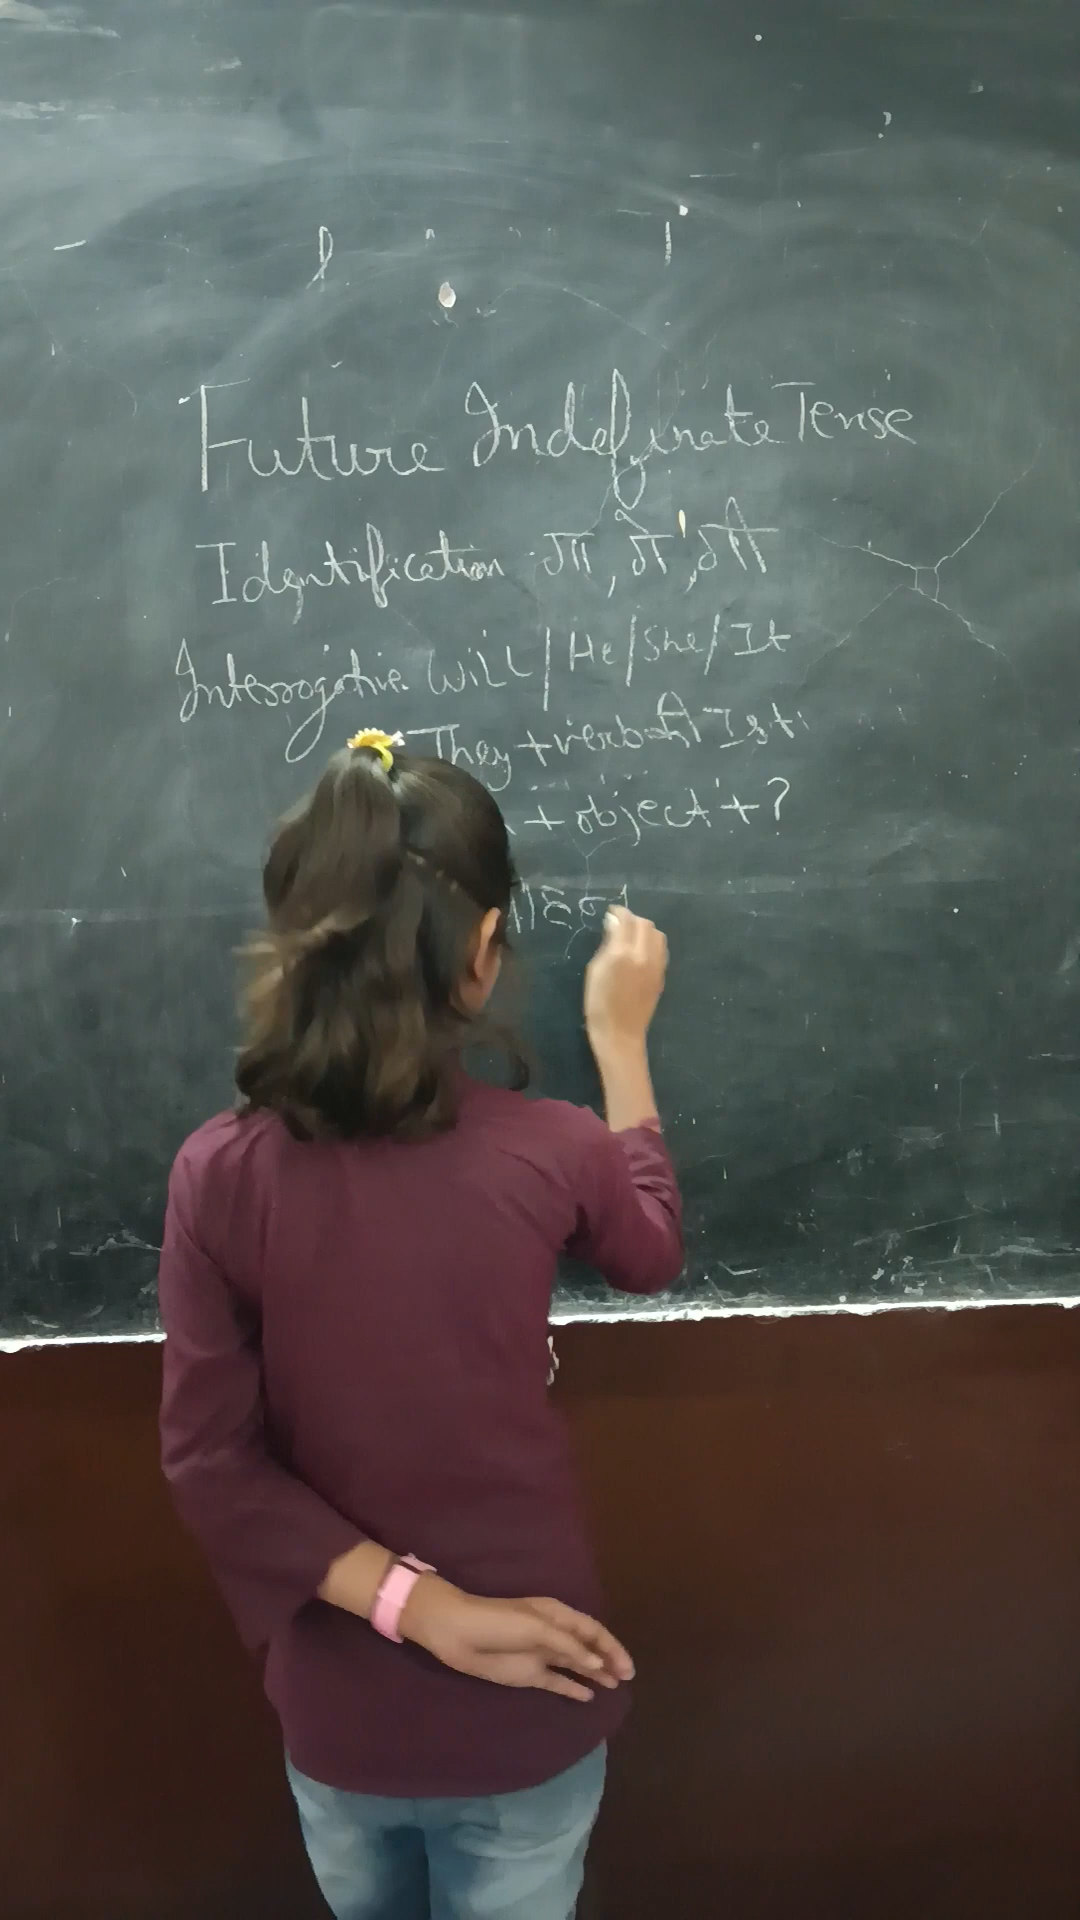 Future Indefinate Tense
Identification गा, गे, गी
Interrogative Will/He/She/It
They + verb की Ist
+ object + ?